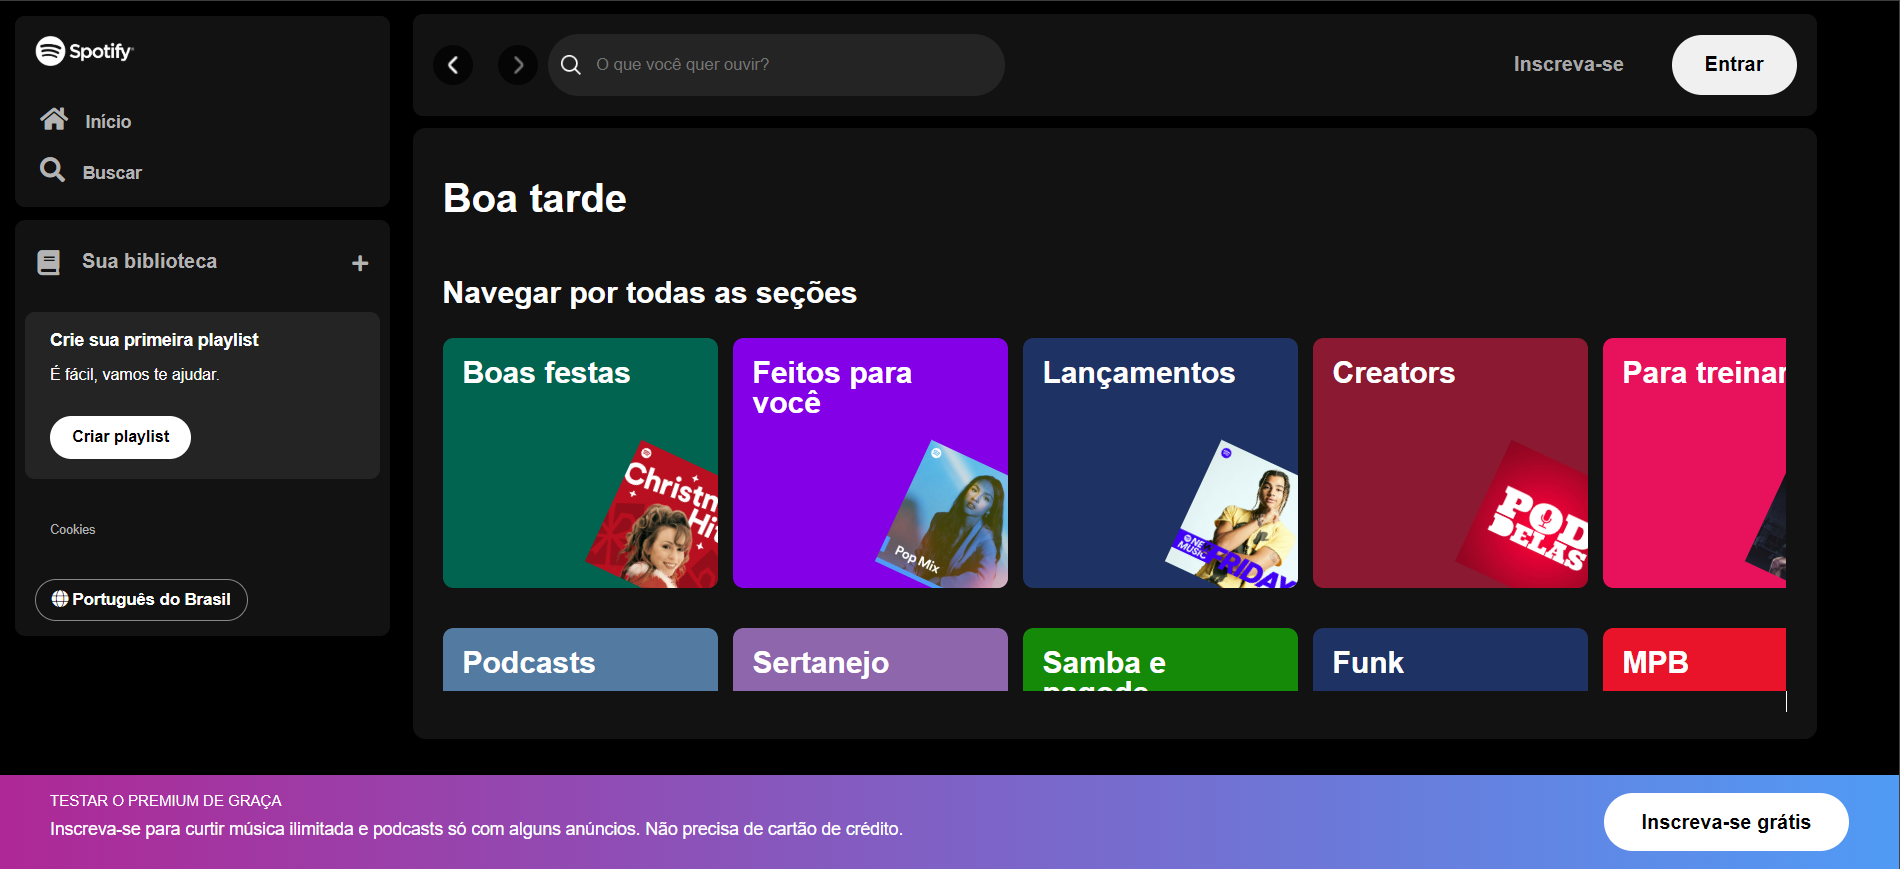 Spotify
Início
Buscar
Sua biblioteca
Crie sua primeira playlist
É fácil, vamos te ajudar.
Criar playlist
Cookies
Português do Brasil
O que você quer ouvir?
Inscreva-se
Entrar
Boa tarde
Navegar por todas as seções
Boas festas
Christm
Hi
Feitos para
você
Pop Mix
Lançamentos
NE
MUSIC
FRIDAY
Creators
POD
DELAS
Para treinar
Podcasts
Sertanejo
Samba e
pagode
Funk
MPB
TESTAR O PREMIUM DE GRAÇA
Inscreva-se para curtir música ilimitada e podcasts só com alguns anúncios. Não precisa de cartão de crédito.
Inscreva-se grátis